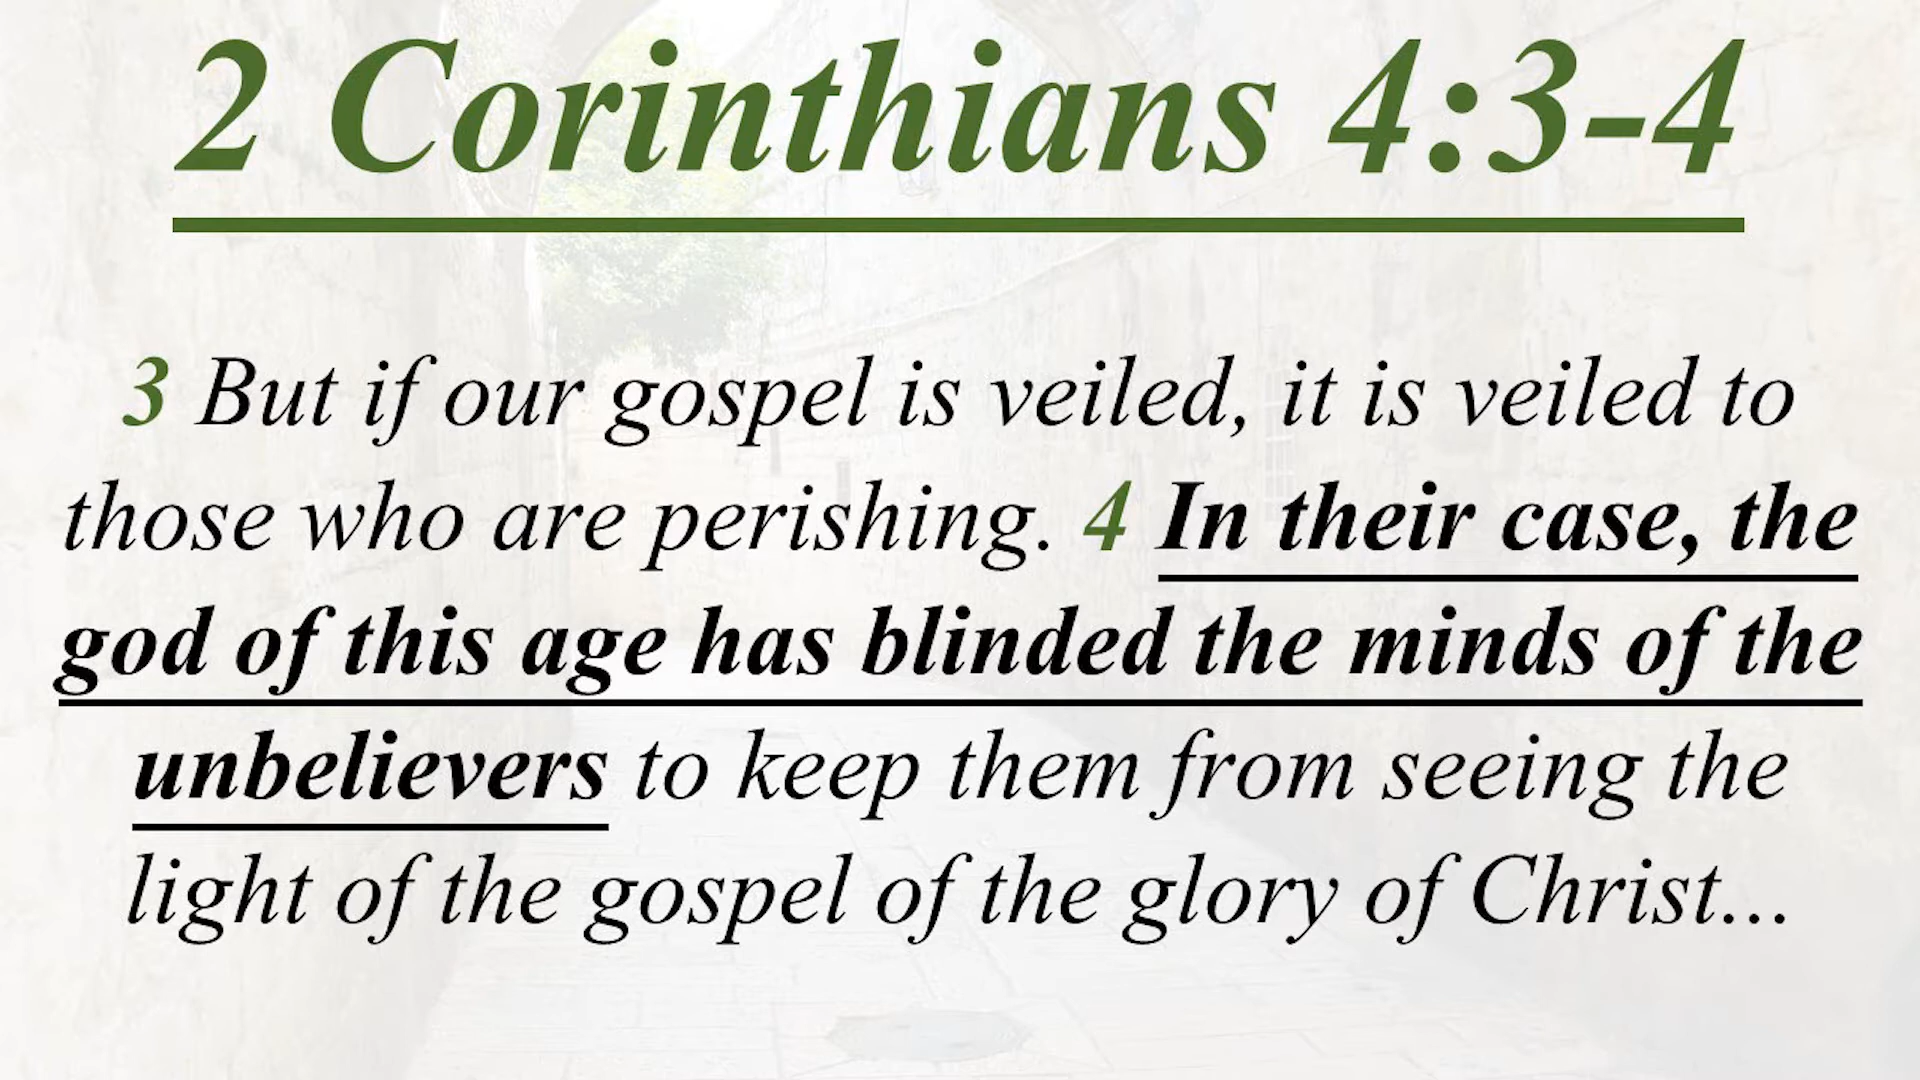 2 Corinthians 4:3-4
3 But if our gospel is veiled, it is veiled to
those who are perishing. 4 In their case, the
god of this age has blinded the minds of the
unbelievers to keep them from seeing the
light of the gospel of the glory of Christ...